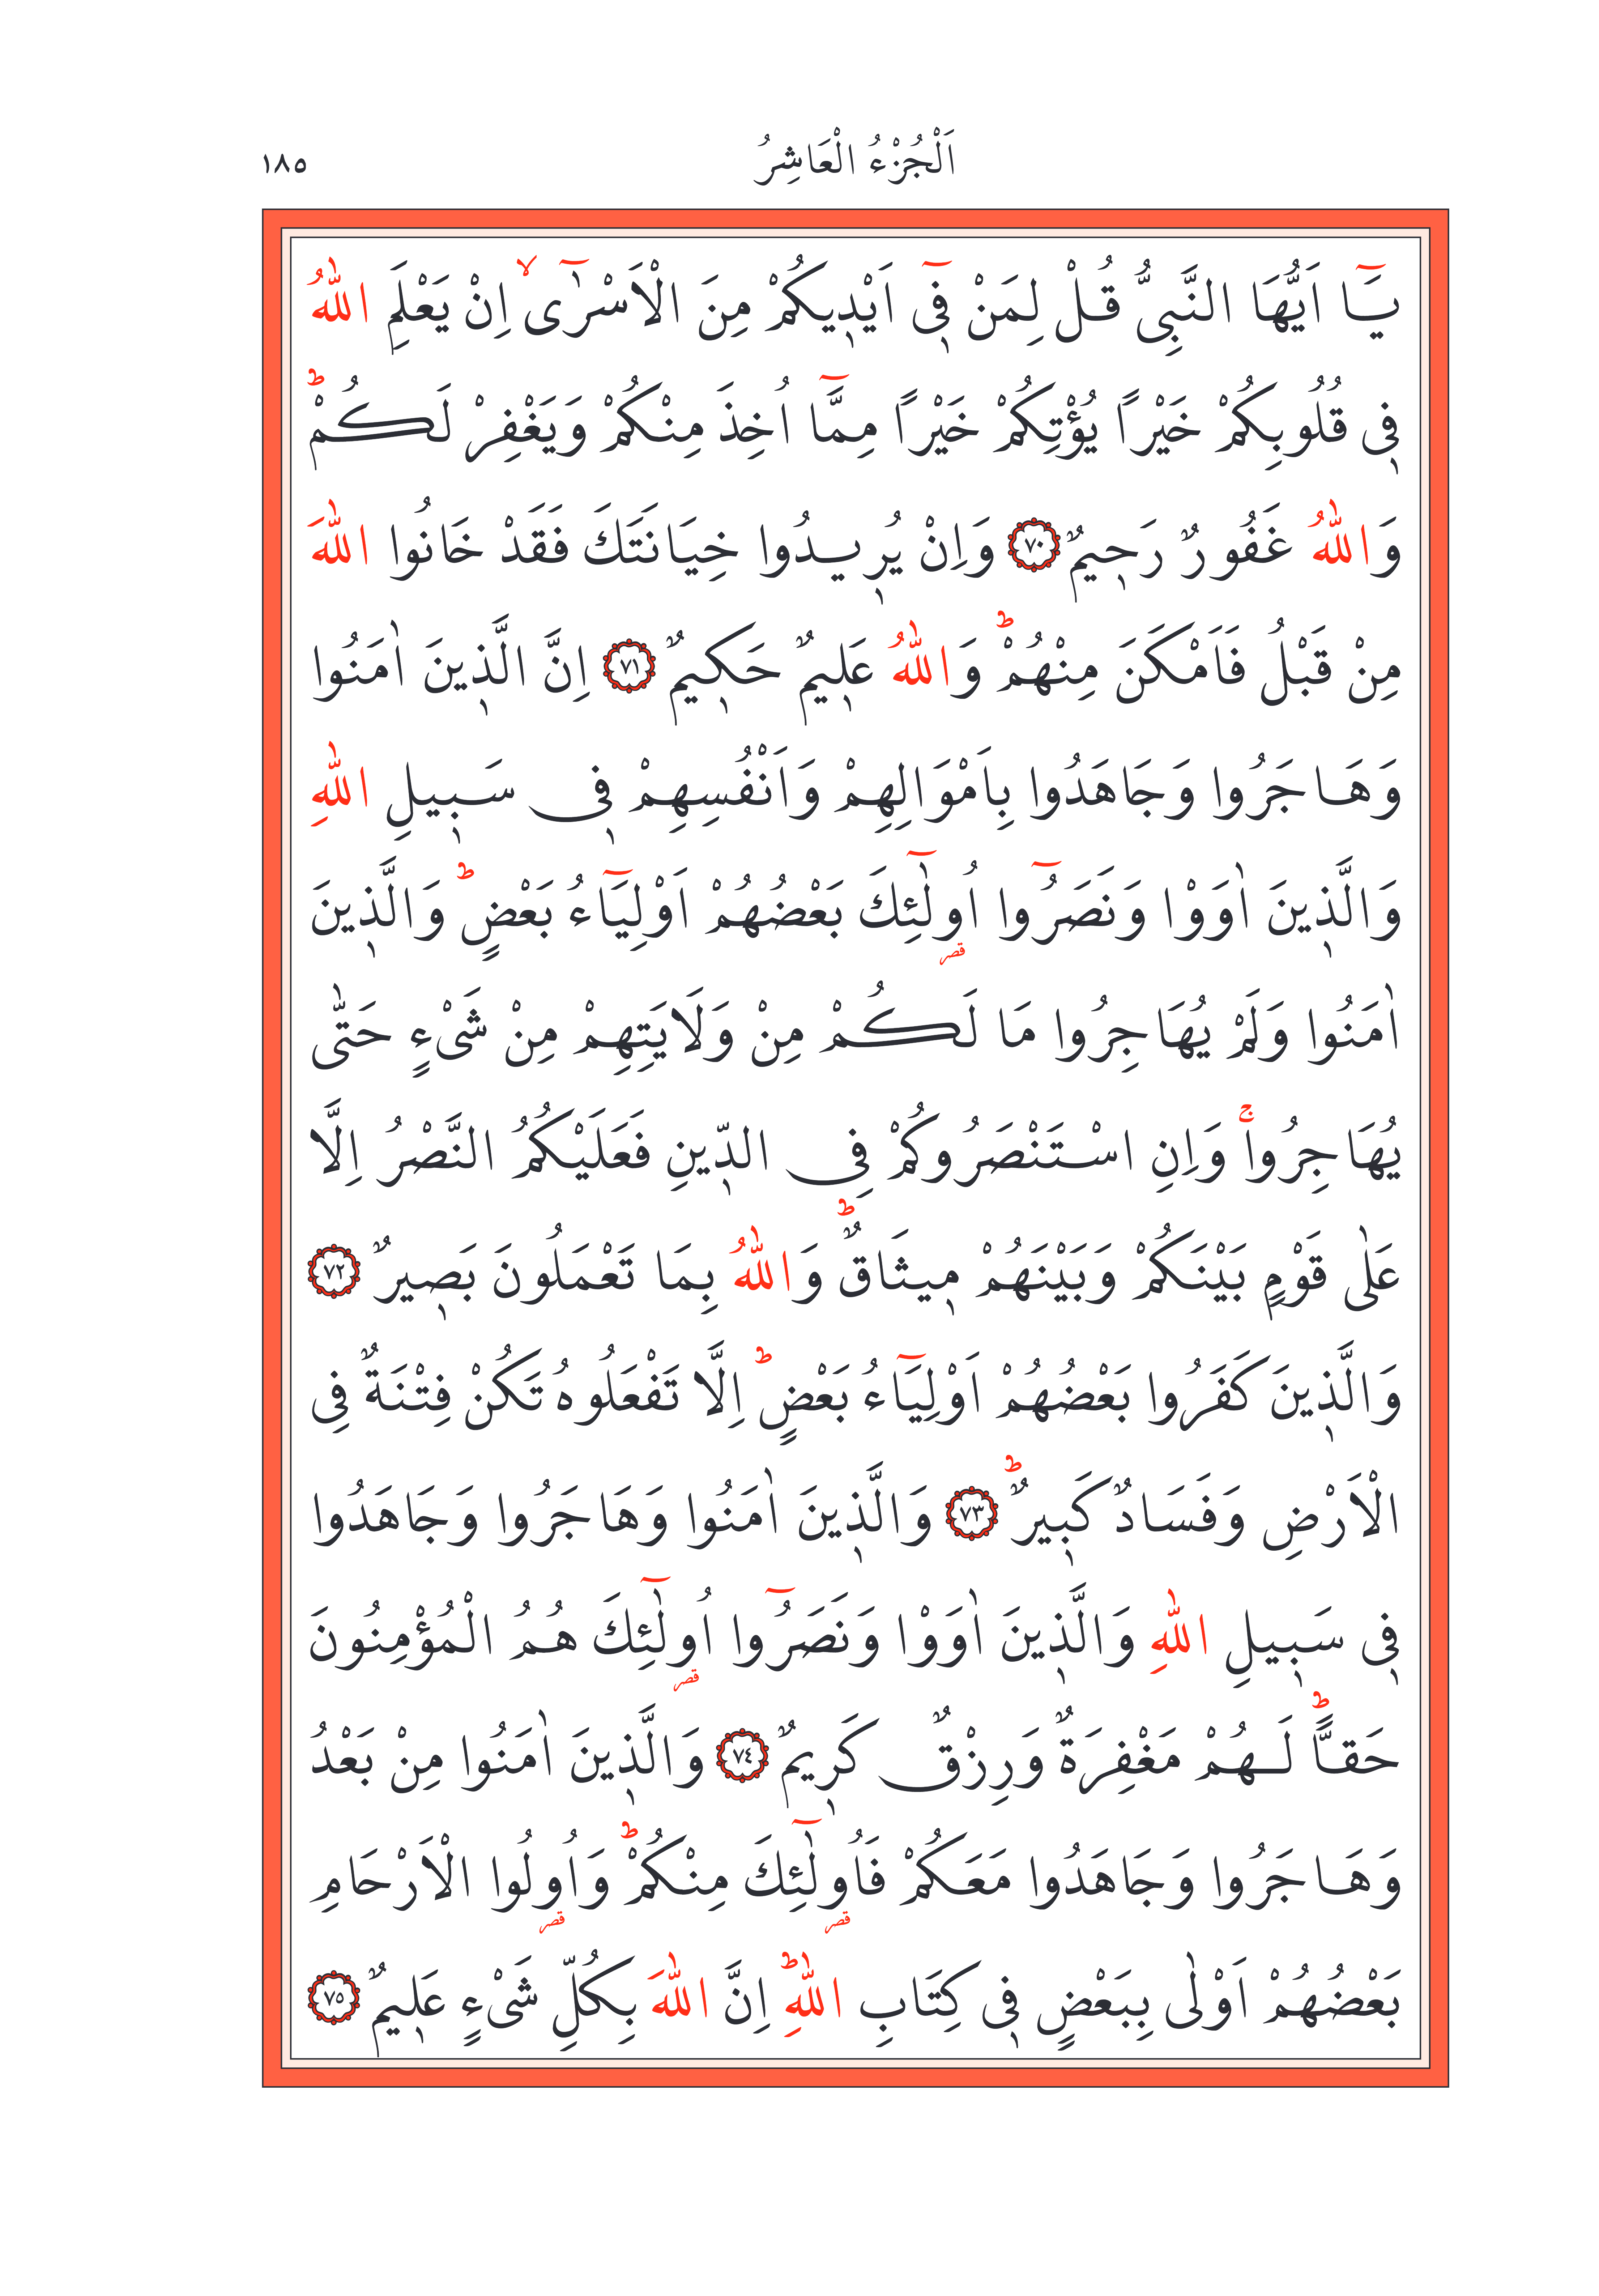 اَلْجُزْءُ الْعَاشِرُ ١٨٥
يَٓا اَيُّهَا النَّبِىُّ قُلْ لِمَنْ ف۪ٓى اَيْد۪يكُمْ مِنَ الْاَسْرٰٓىۙ اِنْ يَعْلَمِ اللّٰهُ
ف۪ى قُلُوبِكُمْ خَيْرًا يُؤْتِكُمْ خَيْرًا مِمَّٓا اُخِذَ مِنْكُمْ وَيَغْفِرْ لَكُمْۜ
وَاللّٰهُ غَفُورٌ رَح۪يمٌ ﴿٧٠﴾ وَاِنْ يُر۪يدُوا خِيَانَتَكَ فَقَدْ خَانُوا اللّٰهَ
مِنْ قَبْلُ فَاَمْكَنَ مِنْهُمْۜ وَاللّٰهُ عَل۪يمٌ حَك۪يمٌ ﴿٧١﴾ اِنَّ الَّذ۪ينَ اٰمَنُوا
وَهَاجَرُوا وَجَاهَدُوا بِاَمْوَالِهِمْ وَاَنْفُسِهِمْ ف۪ى سَب۪يلِ اللّٰهِ
وَالَّذ۪ينَ اٰوَوْا وَنَصَرُٓوا اُو۬لٰٓئِكَ بَعْضُهُمْ اَوْلِيَٓاءُ بَعْضٍۜ وَالَّذ۪ينَ
اٰمَنُوا وَلَمْ يُهَاجِرُوا مَا لَكُمْ مِنْ وَلَايَتِهِمْ مِنْ شَىْءٍ حَتّٰى
يُهَاجِرُواۚ وَاِنِ اسْتَنْصَرُوكُمْ فِى الدّ۪ينِ فَعَلَيْكُمُ النَّصْرُ اِلَّا
عَلٰى قَوْمٍ بَيْنَكُمْ وَبَيْنَهُمْ م۪يثَاقٌۜ وَاللّٰهُ بِمَا تَعْمَلُونَ بَص۪يرٌ ﴿٧٢﴾
وَالَّذ۪ينَ كَفَرُوا بَعْضُهُمْ اَوْلِيَٓاءُ بَعْضٍۜ اِلَّا تَفْعَلُوهُ تَكُنْ فِتْنَةٌ فِى
الْاَرْضِ وَفَسَادٌ كَب۪يرٌۜ ﴿٧٣﴾ وَالَّذ۪ينَ اٰمَنُوا وَهَاجَرُوا وَجَاهَدُوا
ف۪ى سَب۪يلِ اللّٰهِ وَالَّذ۪ينَ اٰوَوْا وَنَصَرُٓوا اُو۬لٰٓئِكَ هُمُ الْمُؤْمِنُونَ
حَقًّاۜ لَهُمْ مَغْفِرَةٌ وَرِزْقٌ كَر۪يمٌ ﴿٧٤﴾ وَالَّذ۪ينَ اٰمَنُوا مِنْ بَعْدُ
وَهَاجَرُوا وَجَاهَدُوا مَعَكُمْ فَاُو۬لٰٓئِكَ مِنْكُمْۜ وَاُو۬لُوا الْاَرْحَامِ
بَعْضُهُمْ اَوْلٰى بِبَعْضٍ ف۪ى كِتَابِ اللّٰهِۜ اِنَّ اللّٰهَ بِكُلِّ شَىْءٍ عَل۪يمٌ ﴿٧٥﴾